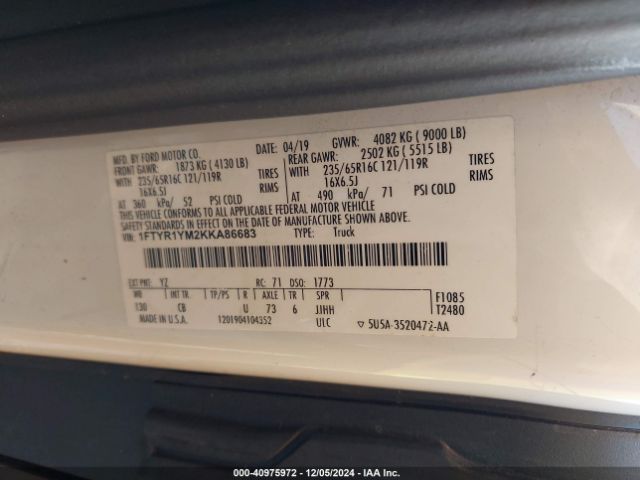 MFD. BY FORD MOTOR CO.
DATE: 04/19 GVWR: 4082 KG ( 9000 LB)
FRONT GAWR: 1873 KG ( 4130 LB) REAR GAWR: 2502 KG ( 5515 LB)
WITH 235/65R16C 121/119R TIRES WITH 235/65R16C 121/119R TIRES
16X6.5J RIMS 16X6.5J RIMS
AT 360 kPa/ 52 PSI COLD AT 490 kPa/ 71 PSI COLD
THIS VEHICLE CONFORMS TO ALL APPLICABLE FEDERAL MOTOR VEHICLE
SAFETY STANDARDS IN EFFECT ON THE DATE OF MANUFACTURE SHOWN ABOVE.
VIN: 1FTYR1YM2KKA86683 TYPE: Truck
EXT PNT: YZ RC: 71 DSO: 1773
WB INT TR TP/PS R AXLE TR SPR F1085
130 CB U 73 6 JJHH T2480
MADE IN U.S.A. 1201904104352 ULC 5U5A-3520472-AA
000-40975972 - 12/05/2024 - IAA Inc.